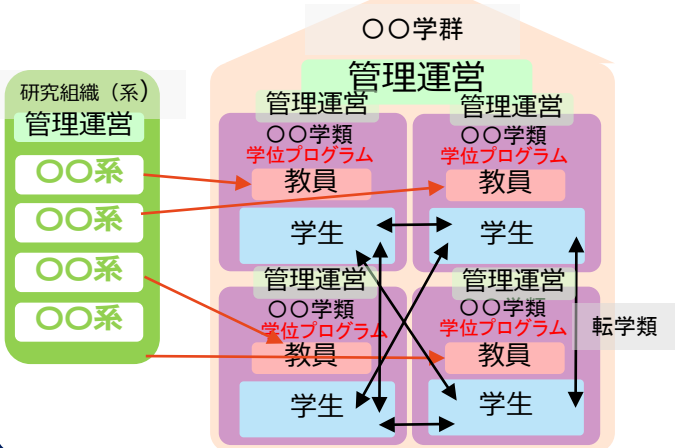 〇〇学群
管理運営
研究組織（系）
管理運営
〇〇系
〇〇系
〇〇系
〇〇系
管理運営
〇〇学類
学位プログラム
教員
学生
管理運営
〇〇学類
学位プログラム
教員
学生
管理運営
〇〇学類
学位プログラム
教員
学生
管理運営
〇〇学類
学位プログラム
教員
学生
転学類